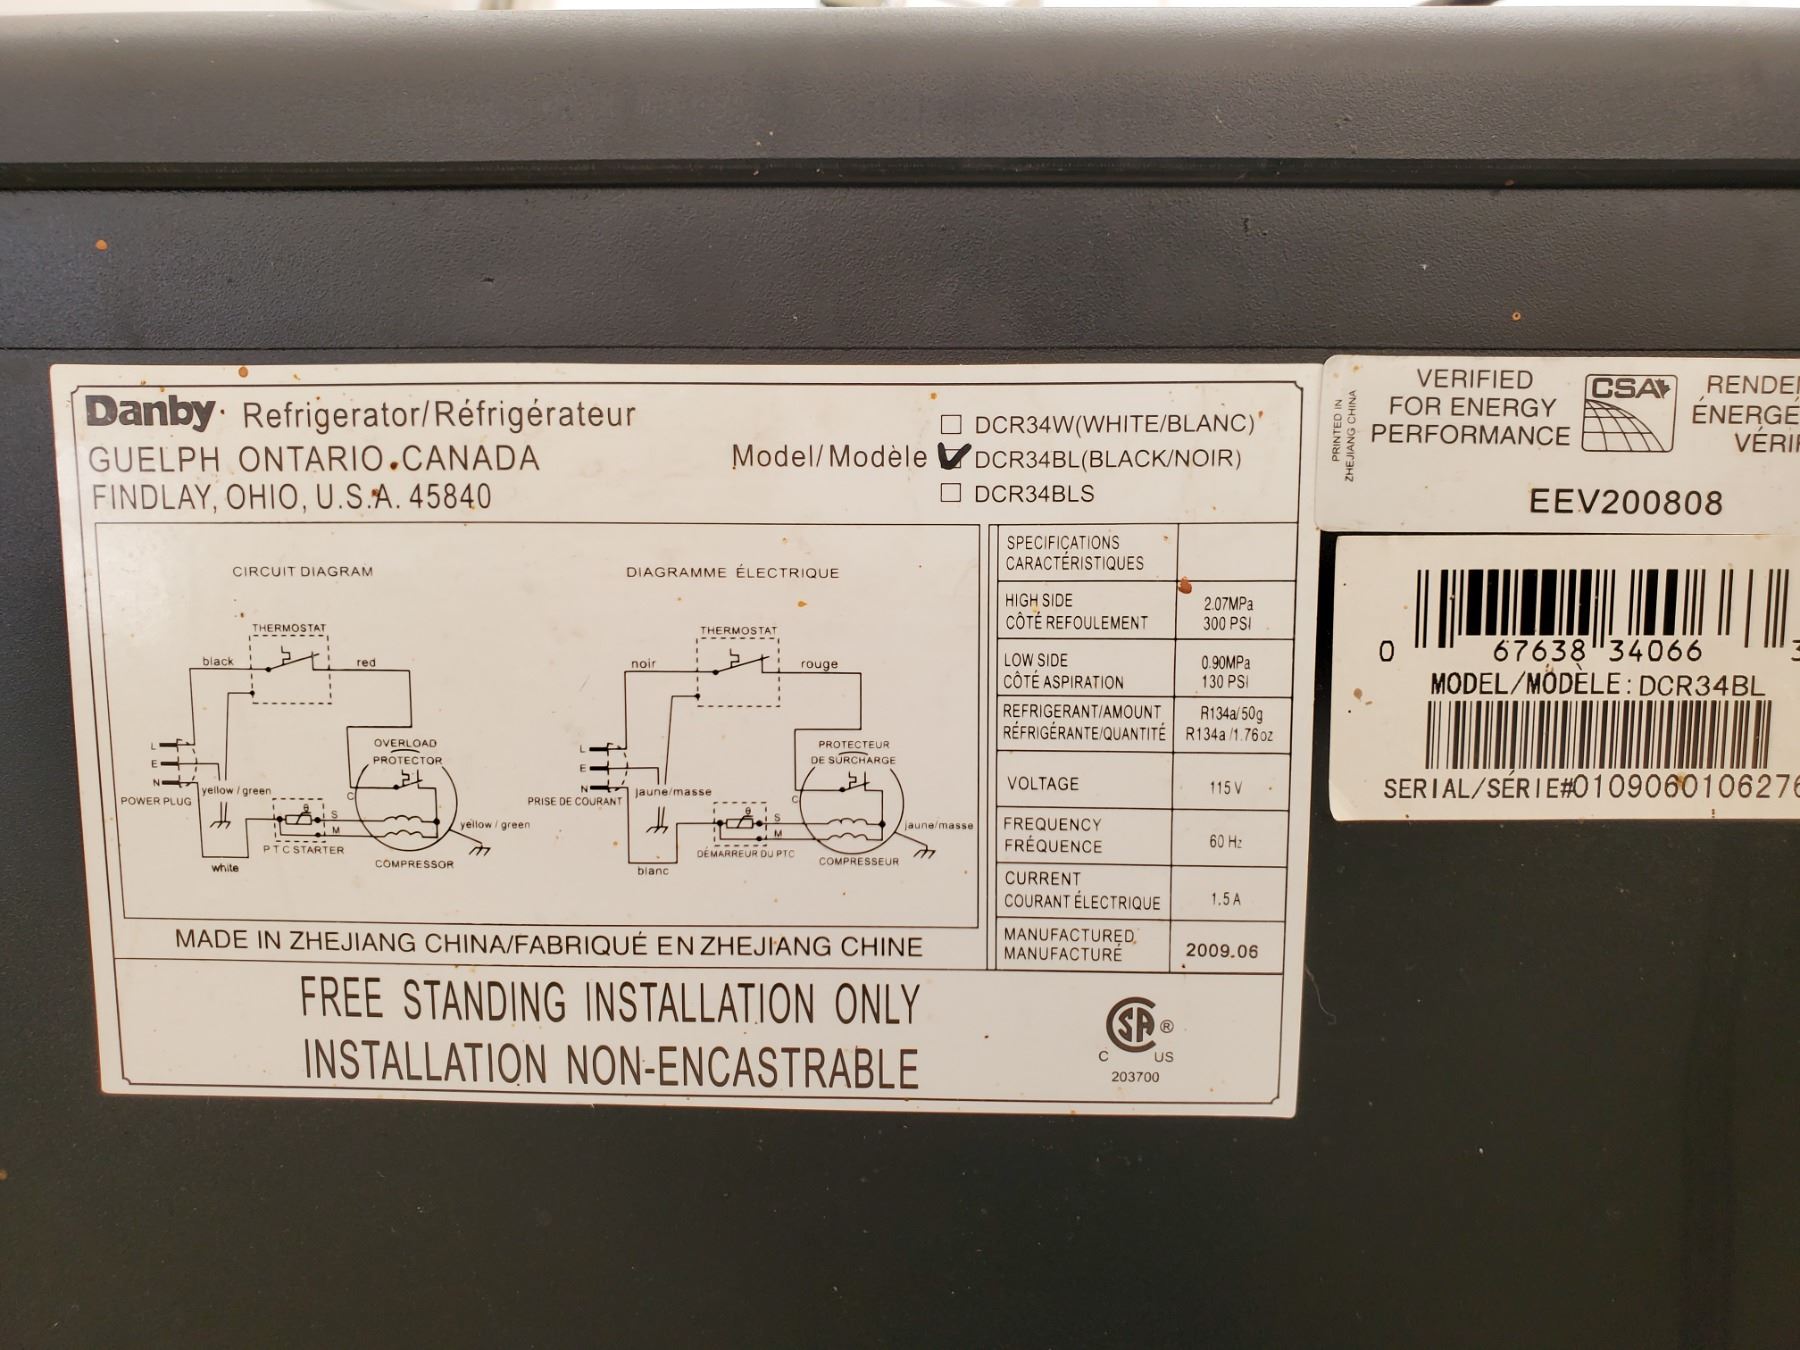 Danby Refrigerator/Réfrigérateur
GUELPH ONTARIO.CANADA
FINDLAY, OHIO, U.S.A. 45840
Model/Modèle
DCR34W(WHITE/BLANC)
DCR34BL(BLACK/NOIR)
DCR34BLS
CIRCUIT DIAGRAM
THERMOSTAT
black
red
L
E
N
POWER PLUG
yellow / green
OVERLOAD
PROTECTOR
C
θ
S
M
PTC STARTER
white
COMPRESSOR
yellow / green
DIAGRAMME ÉLECTRIQUE
THERMOSTAT
noir
rouge
L
E
N
PRISE DE COURANT
jaune/masse
PROTECTEUR
DE SURCHARGE
C
θ
S
M
DÉMARREUR DU PTC
blanc
COMPRESSEUR
jaune/masse
SPECIFICATIONS
CARACTÉRISTIQUES
HIGH SIDE 2.07MPa
CÔTÉ REFOULEMENT 300 PSI
LOW SIDE 0.90MPa
CÔTÉ ASPIRATION 130 PSI
REFRIGERANT/AMOUNT R134a/50g
RÉFRIGÉRANTE/QUANTITÉ R134a/1.76oz
VOLTAGE 115 V
FREQUENCY
FRÉQUENCE 60 Hz
CURRENT
COURANT ÉLECTRIQUE 1.5 A
MANUFACTURED
MANUFACTURÉ 2009.06
MADE IN ZHEJIANG CHINA/FABRIQUÉ EN ZHEJIANG CHINE
FREE STANDING INSTALLATION ONLY
INSTALLATION NON-ENCASTRABLE
SA ®
C US
203700
PRINTED IN
ZHEJIANG CHINA
VERIFIED
FOR ENERGY
PERFORMANCE
CSA
EEV200808
0 67638 34066
MODEL/MODÈLE: DCR34BL
SERIAL/SÉRIE#0109060106276